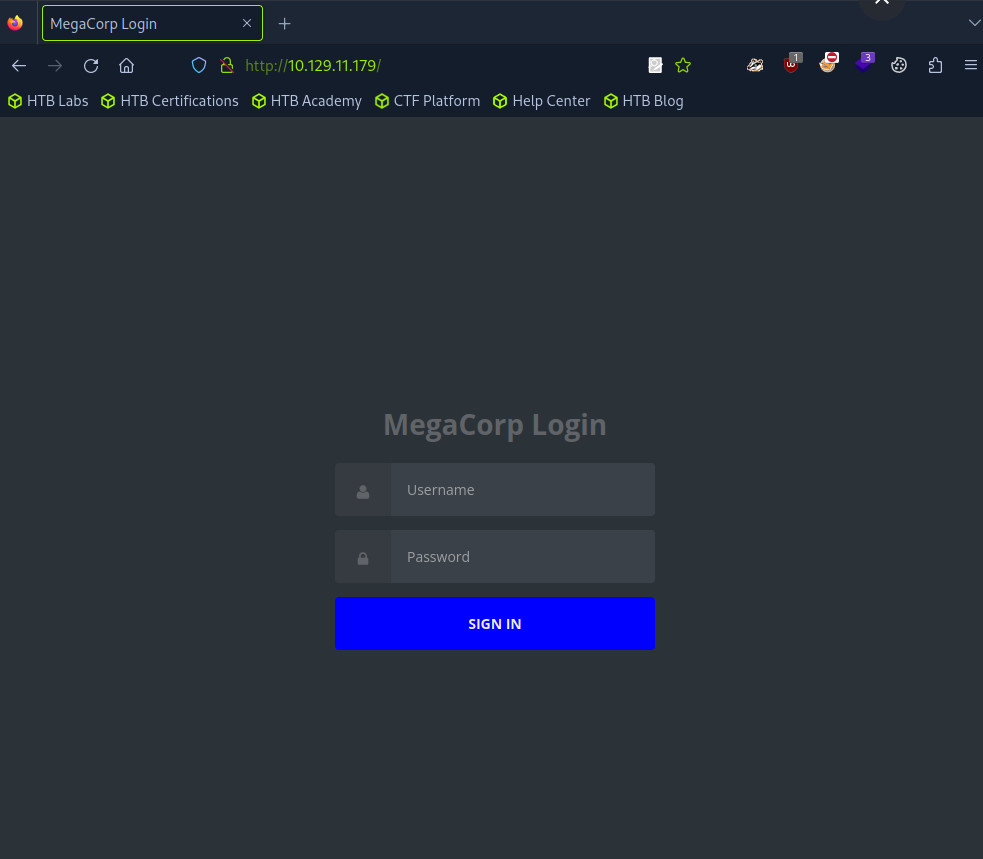 MegaCorp Login
http://10.129.11.179/
1
3
HTB Labs HTB Certifications HTB Academy CTF Platform Help Center HTB Blog
MegaCorp Login
Username
Password
SIGN IN